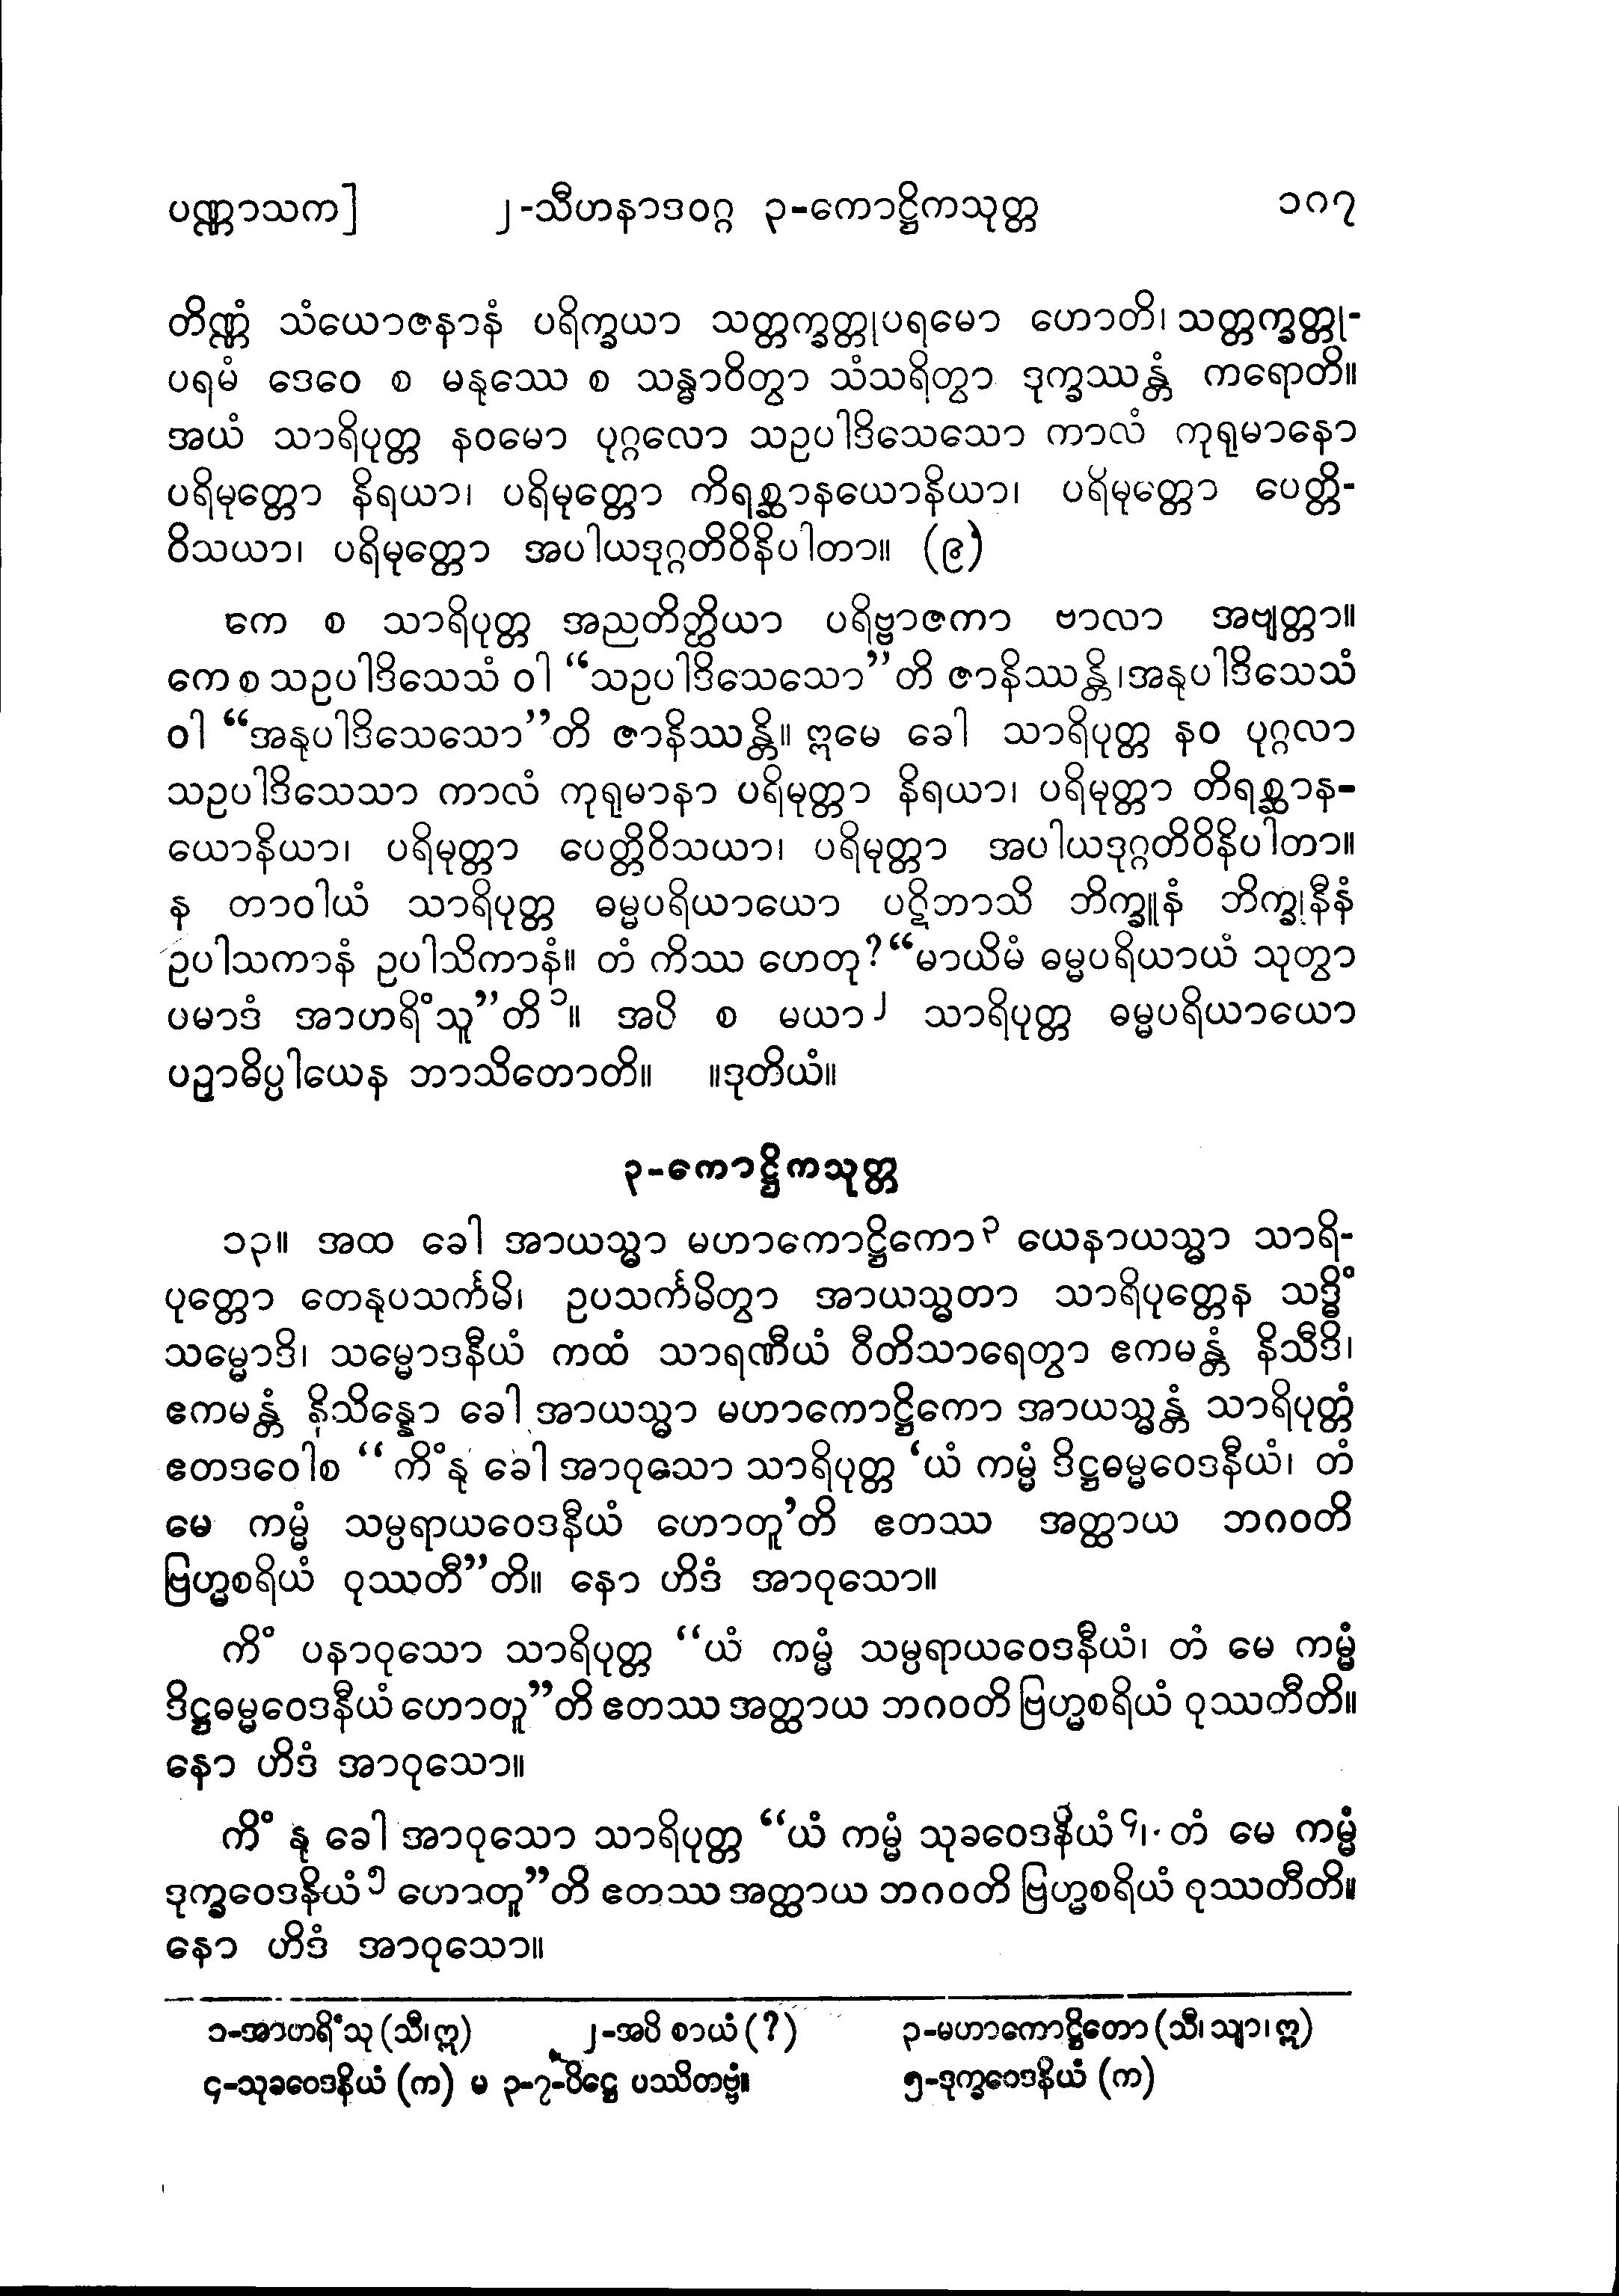 ပဏ္ဏာသက] ၂-သီဟနာဒဝဂ္ဂ ၃-ကောဋ္ဌိကသုတ္တ ၁၈၇
တိဏ္ဏံ သံယောဇနာနံ ပရိက္ခယာ သတ္တက္ခတ္တုပရမော ဟောတိ၊ သတ္တက္ခတ္တု-
ပရမံ ဒေဝေ စ မနုဿေ စ သန္ဓာဝိတွာ သံသရိတွာ ဒုက္ခဿန္တံ ကရောတိ။
အယံ သာရိပုတ္တ နဝမော ပုဂ္ဂလော သဥပါဒိသေသော ကာလံ ကုရုမာနော
ပရိမုတ္တော နိရယာ၊ ပရိမုတ္တော ကိရစ္ဆာနယောနိယာ၊ ပရိမုတ္တော ပေတ္တိ-
ဝိသယာ၊ ပရိမုတ္တော အပါယဒုဂ္ဂတိဝိနိပါတာ။ (၉)
ကေ စ သာရိပုတ္တ အညတိတ္ထိယာ ပရိဗ္ဗာဇကာ ဗာလာ အဗျတ္တာ။
ကေ စ သဥပါဒိသေသံ ဝါ “သဥပါဒိသေသော”တိ ဇာနိဿန္တိ၊ အနုပါဒိသေသံ
ဝါ “အနုပါဒိသေသော”တိ ဇာနိဿန္တိ။ ဣမေ ခေါ သာရိပုတ္တ နဝ ပုဂ္ဂလာ
သဥပါဒိသေသာ ကာလံ ကုရုမာနာ ပရိမုတ္တာ နိရယာ၊ ပရိမုတ္တာ တိရစ္ဆာန-
ယောနိယာ၊ ပရိမုတ္တာ ပေတ္တိဝိသယာ၊ ပရိမုတ္တာ အပါယဒုဂ္ဂတိဝိနိပါတာ။
န တာဝါယံ သာရိပုတ္တ ဓမ္မပရိယာယော ပဋိဘာသိ ဘိက္ခူနံ ဘိက္ခုနီနံ
ဥပါသကာနံ ဥပါသိကာနံ။ တံ ကိဿ ဟေတု? “မာယိမံ ဓမ္မပရိယာယံ သုတွာ
ပမာဒံ အာဟရိံသူ”တိ၁။ အပိ စ မယာ၂ သာရိပုတ္တ ဓမ္မပရိယာယော
ပဉှာဓိပ္ပါယေန ဘာသိတောတိ။ ။ဒုတိယံ။
၃-ကောဋ္ဌိကသုတ္တ
၁၃။ အထ ခေါ အာယသ္မာ မဟာကောဋ္ဌိကော၃ ယေနာယသ္မာ သာရိ-
ပုတ္တော တေနုပသင်္ကမိ၊ ဥပသင်္ကမိတွာ အာယသ္မတာ သာရိပုတ္တေန သဒ္ဓိံ
သမ္မောဒိ၊ သမ္မောဒနီယံ ကထံ သာရဏီယံ ဝီတိသာရေတွာ ဧကမန္တံ နိသီဒိ၊
ဧကမန္တံ နိသိန္နော ခေါ အာယသ္မာ မဟာကောဋ္ဌိကော အာယသ္မန္တံ သာရိပုတ္တံ
ဧတဒဝေါစ “ကိံ နု ခေါ အာဝုသော သာရိပုတ္တ ‘ယံ ကမ္မံ ဒိဋ္ဌဓမ္မဝေဒနီယံ၊ တံ
မေ ကမ္မံ သမ္ပရာယဝေဒနီယံ ဟောတူ’တိ ဧတဿ အတ္ထာယ ဘဂဝတိ
ဗြဟ္မစရိယံ ဝုဿတီ”တိ။ နော ဟိဒံ အာဝုသော။
ကိံ ပနာဝုသော သာရိပုတ္တ “ယံ ကမ္မံ သမ္ပရာယဝေဒနီယံ၊ တံ မေ ကမ္မံ
ဒိဋ္ဌဓမ္မဝေဒနီယံ ဟောတူ”တိ ဧတဿ အတ္ထာယ ဘဂဝတိ ဗြဟ္မစရိယံ ဝုဿတီတိ။
နော ဟိဒံ အာဝုသော။
ကိံ နု ခေါ အာဝုသော သာရိပုတ္တ “ယံ ကမ္မံ သုခဝေဒနီယံ၄၊ တံ မေ ကမ္မံ
ဒုက္ခဝေဒနီယံ၅ ဟောတူ”တိ ဧတဿ အတ္ထာယ ဘဂဝတိ ဗြဟ္မစရိယံ ဝုဿတီတိ။
နော ဟိဒံ အာဝုသော။
၁-အာဟရိံသု (သီ၊ ဣ) ၂-အပိ စာယံ (?) ၃-မဟာကောဋ္ဌိတော (သီ၊ သျာ၊ ဣ)
၄-သုခဝေဒနိယံ (က) မ ၃-၇-ပိဋ္ဌေ ပဿိတဗ္ဗံ။ ၅-ဒုက္ခဝေဒနိယံ (က)